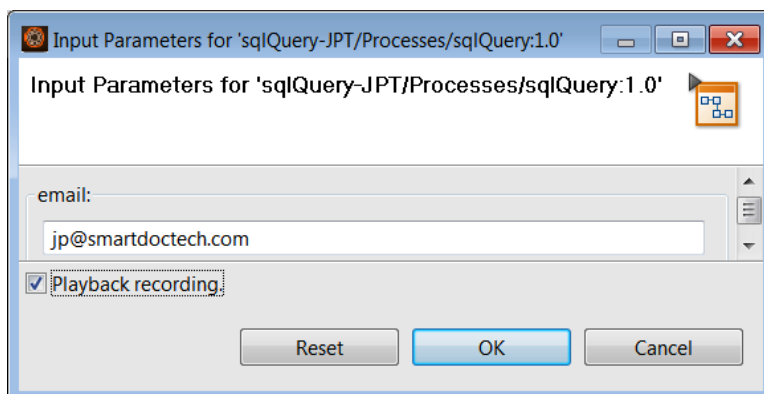 Input Parameters for 'sqlQuery-JPT/Processes/sqlQuery:1.0'
Input Parameters for 'sqlQuery-JPT/Processes/sqlQuery:1.0'
email:
jp@smartdoctech.com
Playback recording.
Reset OK Cancel